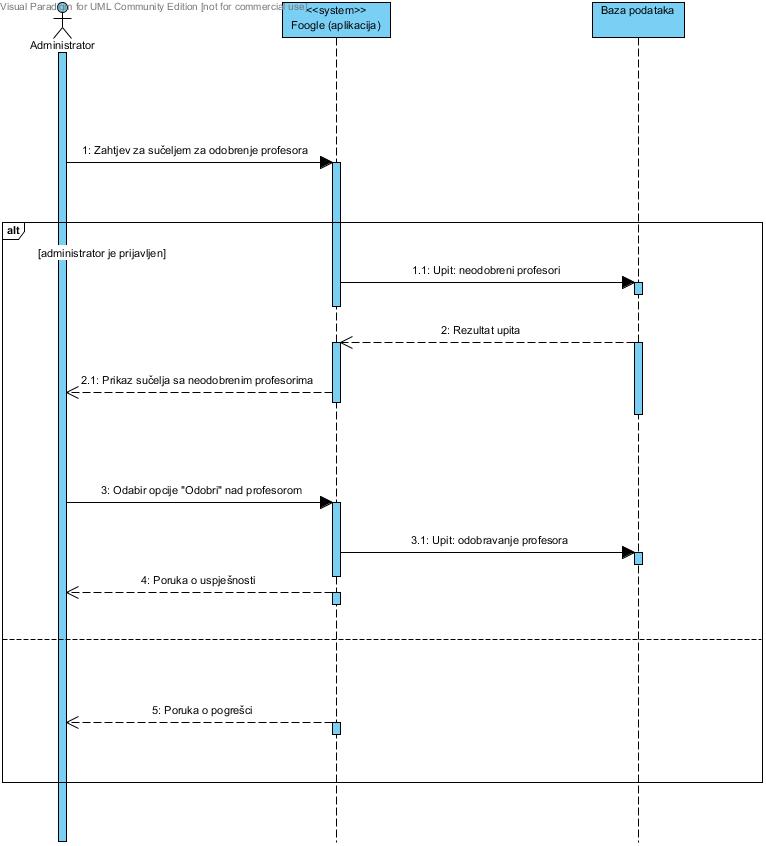 Visual Paradigm for UML Community Edition [not for commercial use]
<<system>>
Foogle (aplikacija)
Baza podataka
Administrator
1: Zahtjev za sučeljem za odobrenje profesora
alt
[administrator je prijavljen]
1.1: Upit: neodobreni profesori
2: Rezultat upita
2.1: Prikaz sučelja sa neodobrenim profesorima
3: Odabir opcije "Odobri" nad profesorom
3.1: Upit: odobravanje profesora
4: Poruka o uspješnosti
5: Poruka o pogrešci